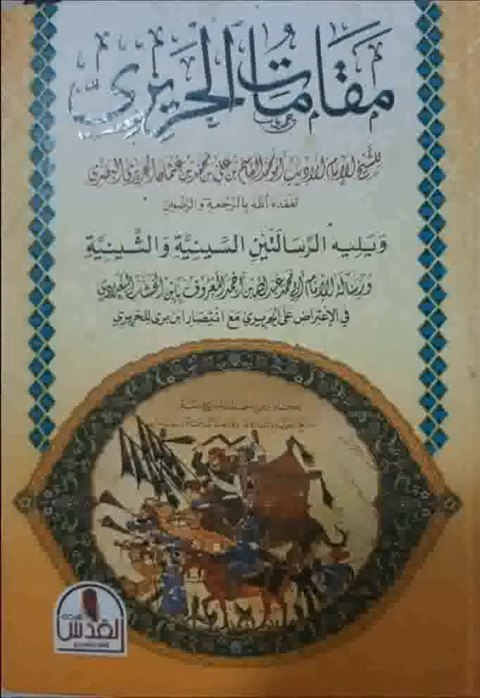 مقامات الحريري
للشيخ الإمام الأديب أبو محمد القاسم بن علي بن محمد بن عثمان الحريري البصري
تغمده الله بالرحمة والرضوان
ويليه الرسالتين السينية والشينية
ورسالة الإمام أبي محمد عبد الله بن أحمد المعروف بابن الخشاب البغدادي
في الاعتراض على الحريري مع انتصار ابن بري للحريري
القدس